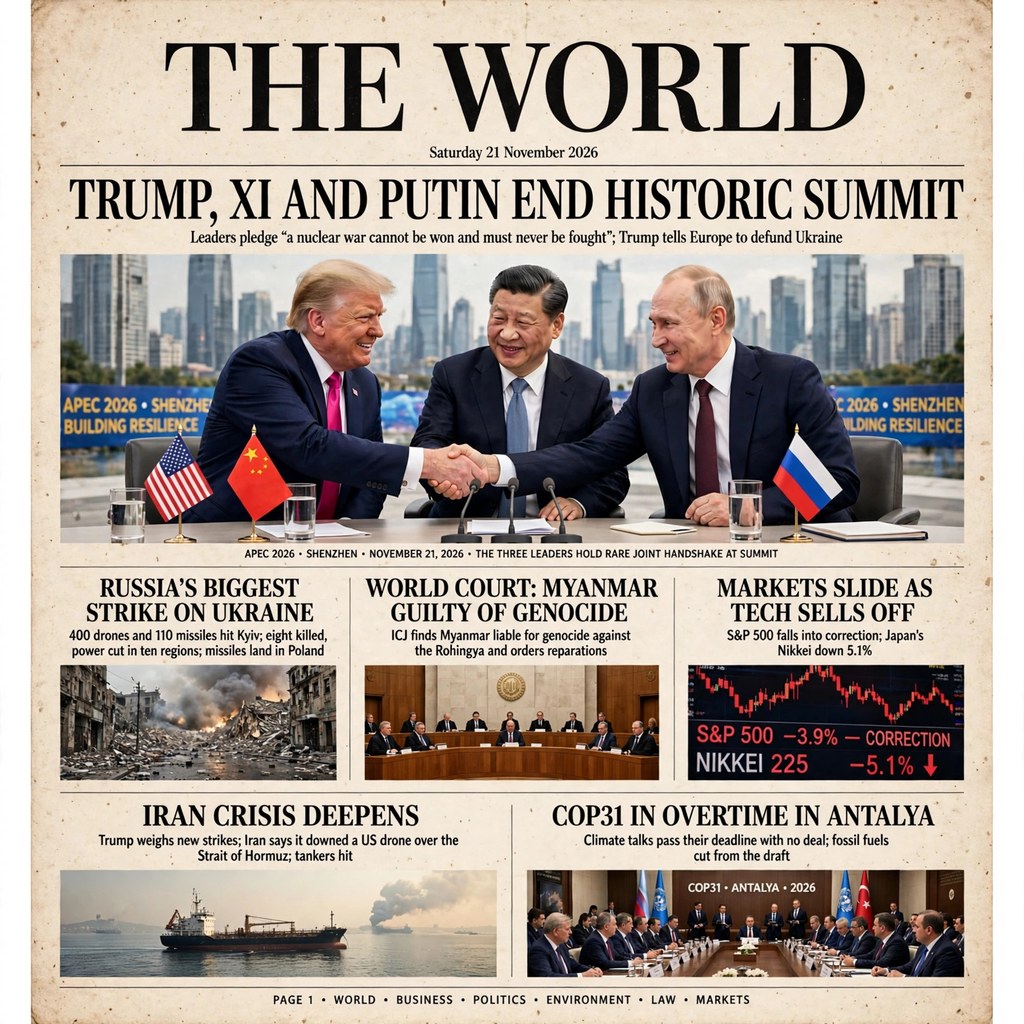 THE WORLD
Saturday 21 November 2026
TRUMP, XI AND PUTIN END HISTORIC SUMMIT
Leaders pledge “a nuclear war cannot be won and must never be fought”; Trump tells Europe to defund Ukraine
APEC 2026 • SHENZHE
BUILDING RESILIENCE
C 2026 • SHENZHEN
BUILDING RESILIENCE
APEC 2026 • SHENZHEN • NOVEMBER 21, 2026 • THE THREE LEADERS HOLD RARE JOINT HANDSHAKE AT SUMMIT
RUSSIA’S BIGGEST
STRIKE ON UKRAINE
400 drones and 110 missiles hit Kyiv; eight killed,
power cut in ten regions; missiles land in Poland
WORLD COURT: MYANMAR
GUILTY OF GENOCIDE
ICJ finds Myanmar liable for genocide against
the Rohingya and orders reparations
MARKETS SLIDE AS
TECH SELLS OFF
S&P 500 falls into correction; Japan’s
Nikkei down 5.1%
S&P 500 –3.9% — CORRECTION
NIKKEI 225 –5.1%
IRAN CRISIS DEEPENS
Trump weighs new strikes; Iran says it downed a US drone over the
Strait of Hormuz; tankers hit
COP31 IN OVERTIME IN ANTALYA
Climate talks pass their deadline with no deal; fossil fuels
cut from the draft
COP31 • ANTALYA • 2026
PAGE 1 • WORLD • BUSINESS • POLITICS • ENVIRONMENT • LAW • MARKETS